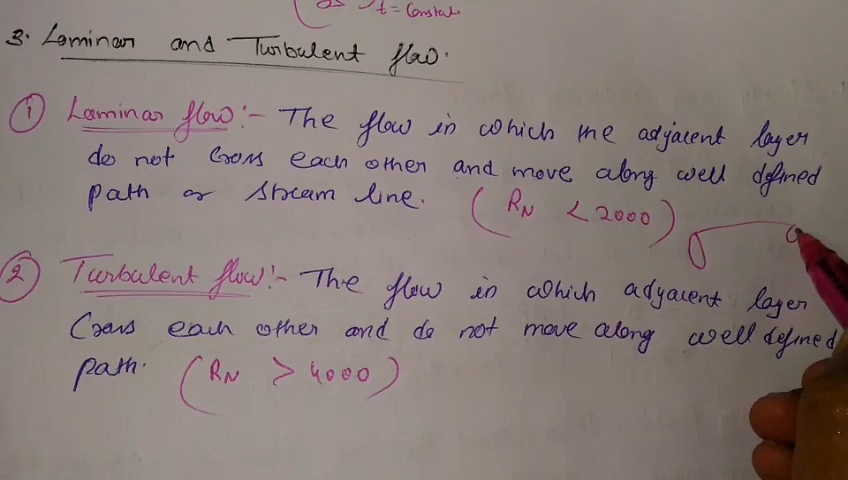 t = Constat
3. Laminar and Turbulent flow.
① Laminar flow:- The flow in which the adjacent layer
do not Cross each other and move along well defined
path or stream line. (RN < 2000)
② Turbulent flow:- The flow in which adjacent layer
Cross each other and do not move along well defined
path. (RN > 4000)